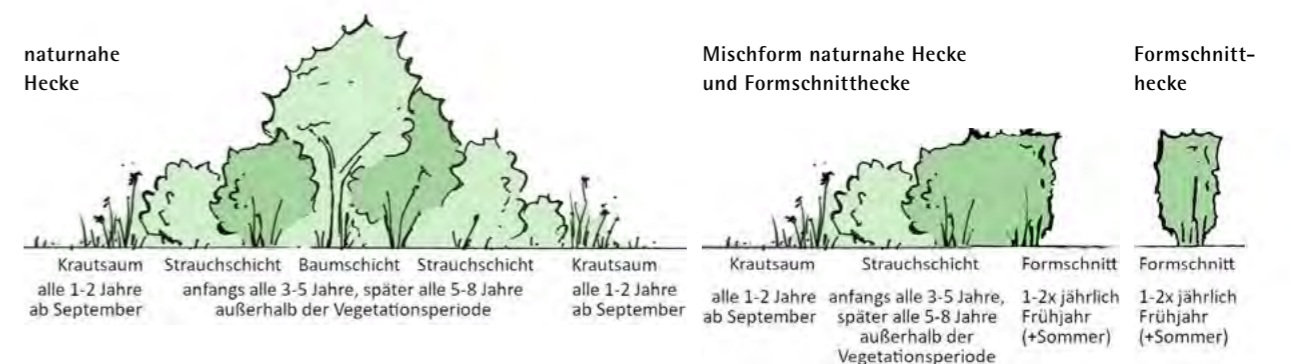 naturnahe
Hecke
Krautsaum
alle 1-2 Jahre
ab September
Strauchschicht Baumschicht Strauchschicht
anfangs alle 3-5 Jahre, später alle 5-8 Jahre
außerhalb der Vegetationsperiode
Krautsaum
alle 1-2 Jahre
ab September
Mischform naturnahe Hecke
und Formschnitthecke
Krautsaum
alle 1-2 Jahre
ab September
Strauchschicht
anfangs alle 3-5 Jahre,
später alle 5-8 Jahre
außerhalb der
Vegetationsperiode
Formschnitt
1-2x jährlich
Frühjahr
(+Sommer)
Formschnitt-
hecke
Formschnitt
1-2x jährlich
Frühjahr
(+Sommer)